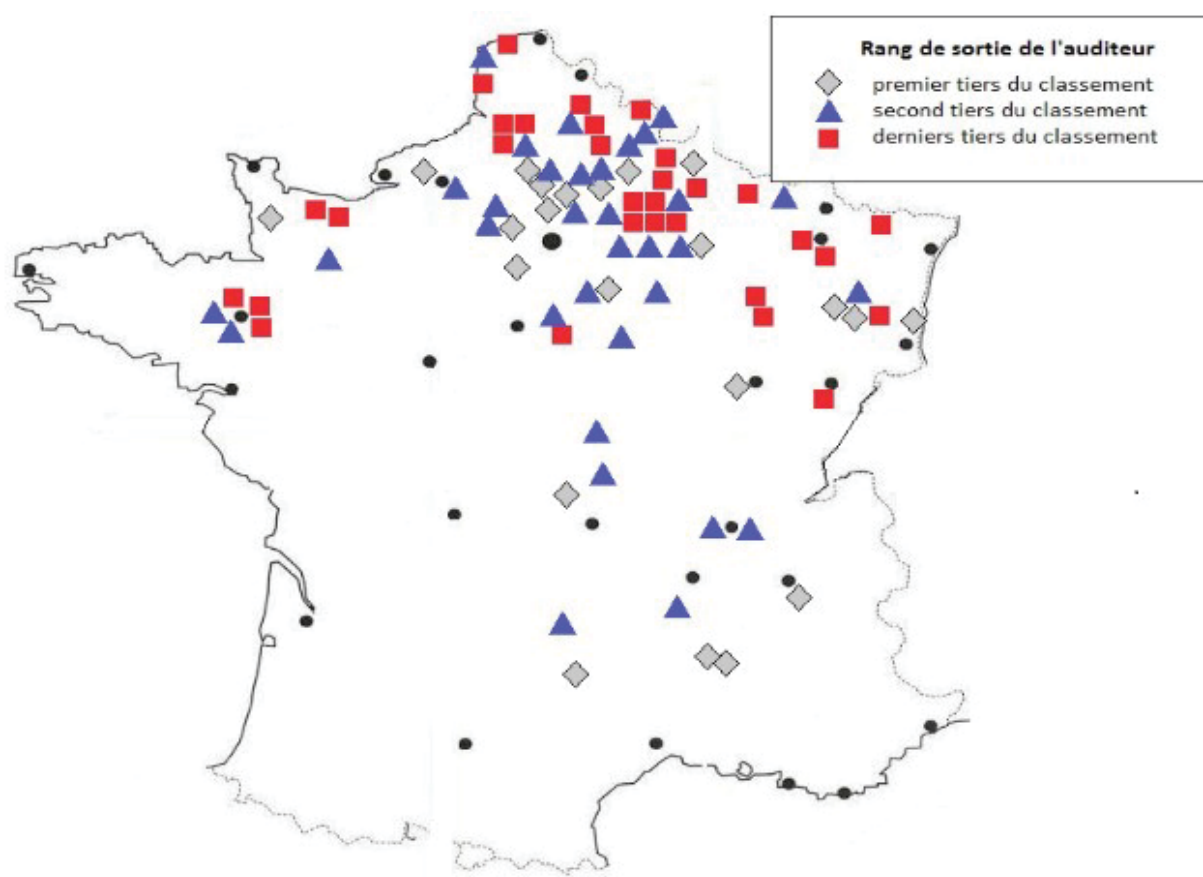 Rang de sortie de l'auditeur
premier tiers du classement
second tiers du classement
derniers tiers du classement